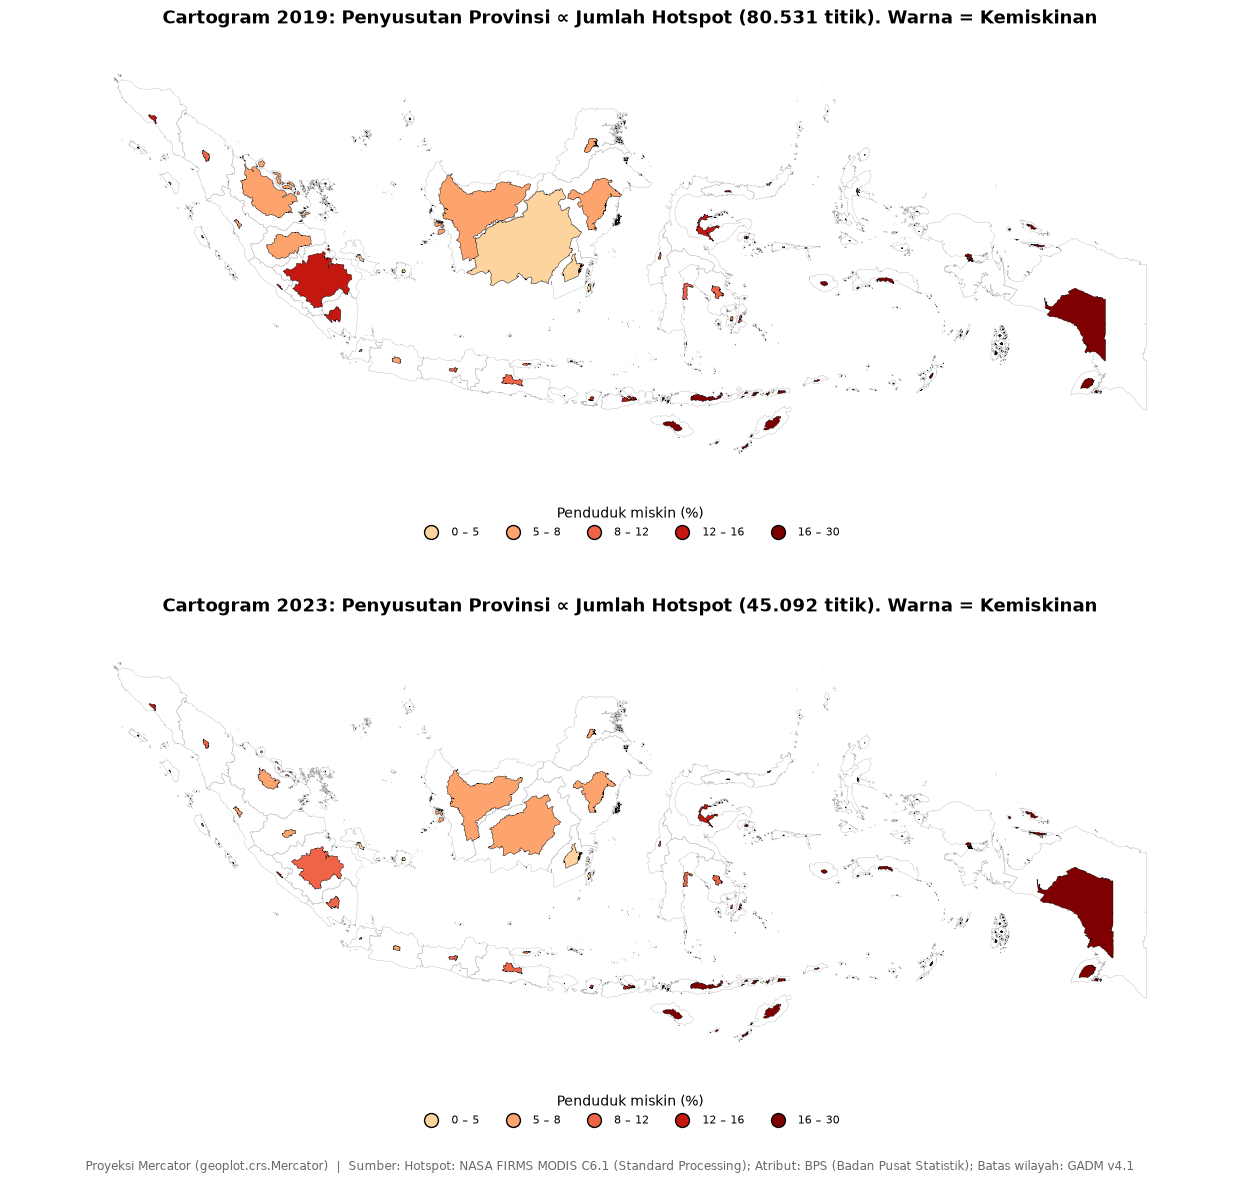 Cartogram 2019: Penyusutan Provinsi ∝ Jumlah Hotspot (80.531 titik). Warna = Kemiskinan
Penduduk miskin (%)
0 – 5 5 – 8 8 – 12 12 – 16 16 – 30
Cartogram 2023: Penyusutan Provinsi ∝ Jumlah Hotspot (45.092 titik). Warna = Kemiskinan
Penduduk miskin (%)
0 – 5 5 – 8 8 – 12 12 – 16 16 – 30
Proyeksi Mercator (geoplot.crs.Mercator) | Sumber: Hotspot: NASA FIRMS MODIS C6.1 (Standard Processing); Atribut: BPS (Badan Pusat Statistik); Batas wilayah: GADM v4.1